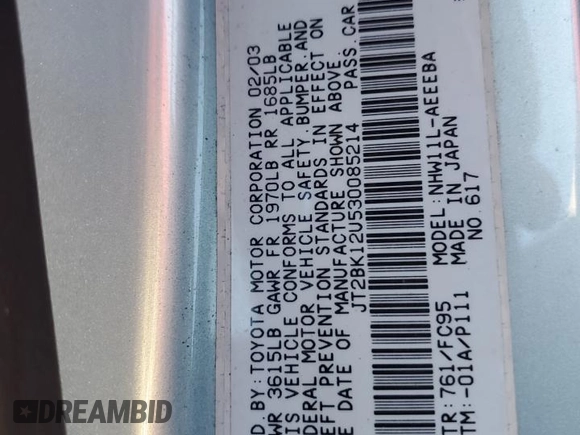 D BY: TOYOTA MOTOR CORPORATION 02/03
WR 3615LB GAWR FR 1970LB RR 1685LB
IS VEHICLE CONFORMS TO ALL APPLICABLE
DERAL MOTOR VEHICLE SAFETY, BUMPER, AND
EFT PREVENTION STANDARDS IN EFFECT ON
E DATE OF MANUFACTURE SHOWN ABOVE.
JT2BK12U530085214 PASS. CAR
TR: 761/FC95 MODEL: NHW11L-AEEEBA
TM: -01A/P111 MADE IN JAPAN
NO 617
DREAMBID